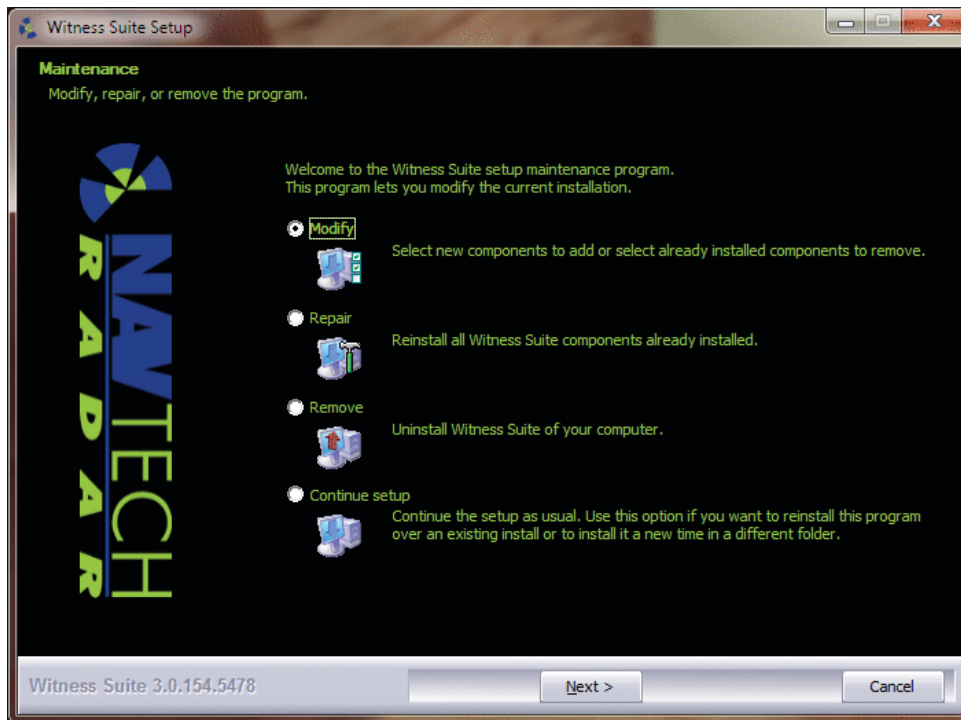 Witness Suite Setup
Maintenance
Modify, repair, or remove the program.
NAVTECH
RADAR
Welcome to the Witness Suite setup maintenance program.
This program lets you modify the current installation.
Modify
Select new components to add or select already installed components to remove.
Repair
Reinstall all Witness Suite components already installed.
Remove
Uninstall Witness Suite of your computer.
Continue setup
Continue the setup as usual. Use this option if you want to reinstall this program
over an existing install or to install it a new time in a different folder.
Witness Suite 3.0.154.5478
Next >
Cancel